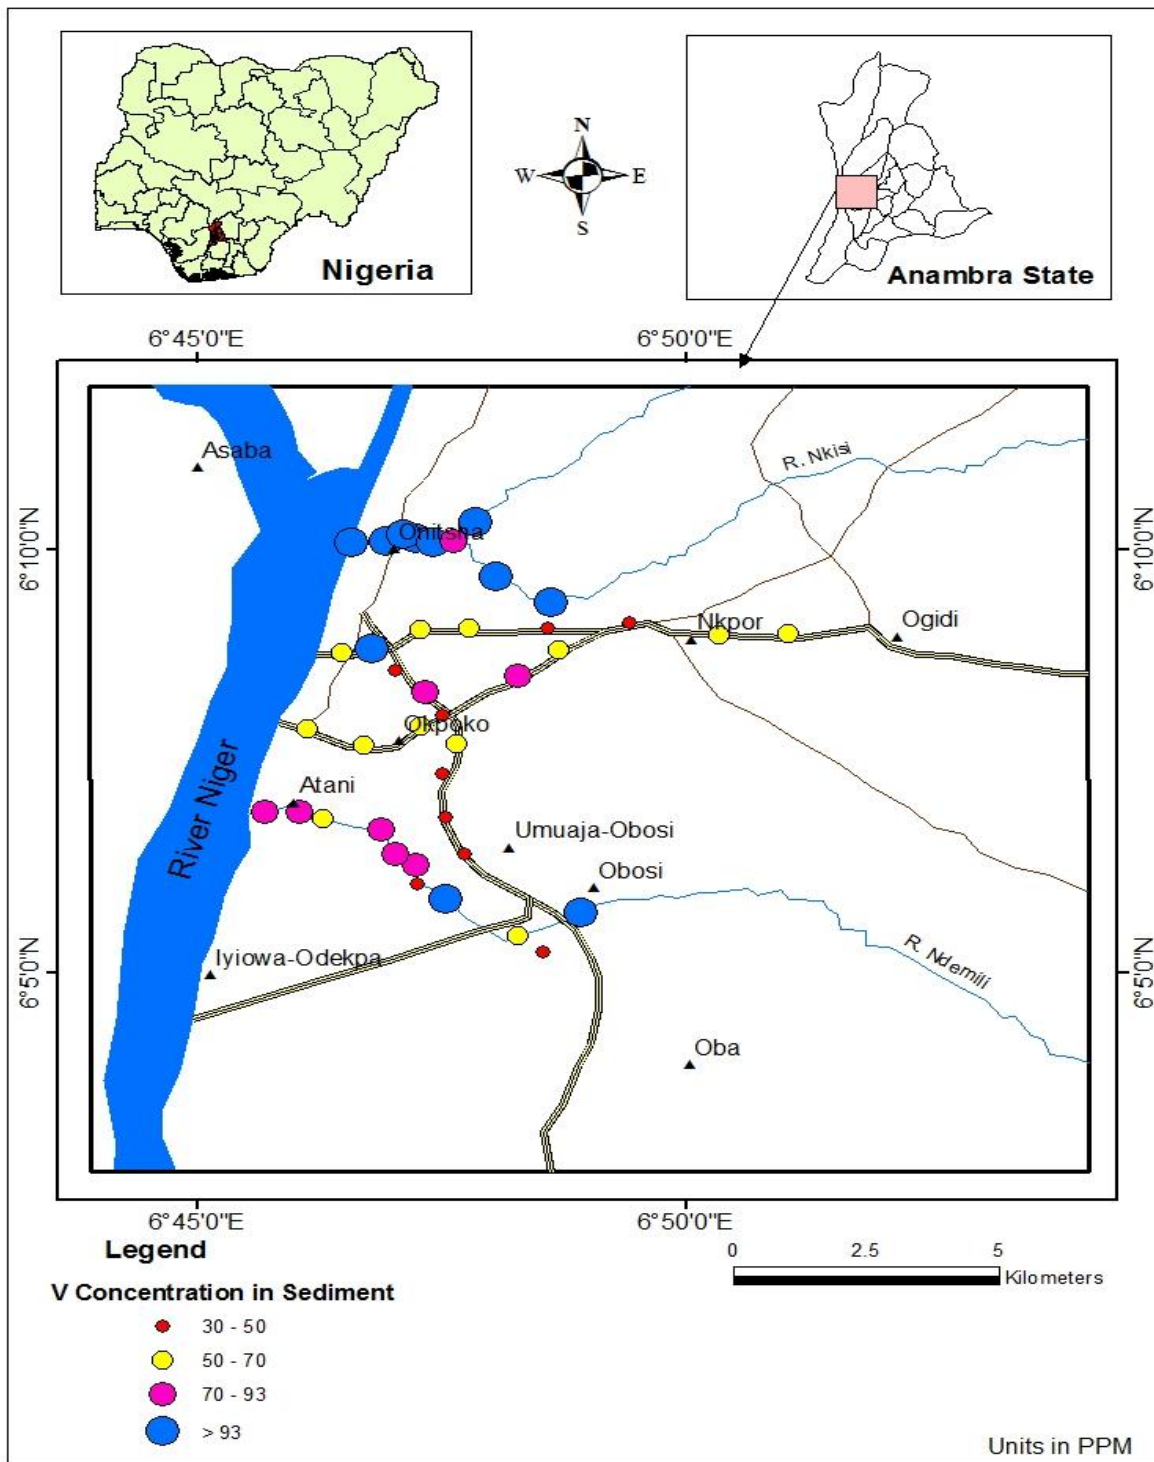 N
W E
S
Nigeria
Anambra State
6°45'0"E 6°50'0"E
Asaba
R. Nkisi
Onitsha
6°10'0"N 6°10'0"N
Nkpor
Ogidi
Okpoko
River Niger
Atani
Umuaja-Obosi
Obosi
R. Ndemili
Iyiowa-Odekpa
6°5'0"N 6°5'0"N
Oba
6°45'0"E 6°50'0"E
Legend
0 2.5 5
Kilometers
V Concentration in Sediment
30 - 50
50 - 70
70 - 93
> 93
Units in PPM